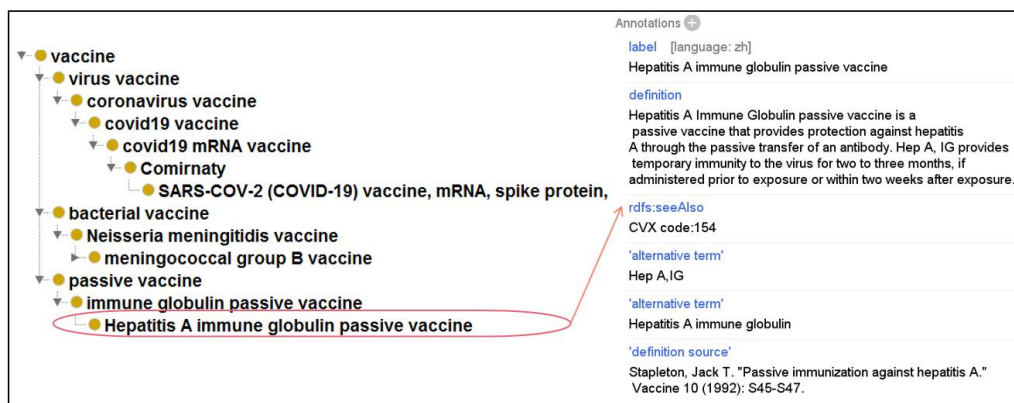 vaccine
virus vaccine
coronavirus vaccine
covid19 vaccine
covid19 mRNA vaccine
Comirnaty
SARS-COV-2 (COVID-19) vaccine, mRNA, spike protein,
bacterial vaccine
Neisseria meningitidis vaccine
meningococcal group B vaccine
passive vaccine
immune globulin passive vaccine
Hepatitis A immune globulin passive vaccine
Annotations
label [language: zh]
Hepatitis A immune globulin passive vaccine
definition
Hepatitis A Immune Globulin passive vaccine is a
passive vaccine that provides protection against hepatitis
A through the passive transfer of an antibody. Hep A, IG provides
temporary immunity to the virus for two to three months, if
administered prior to exposure or within two weeks after exposure.
rdfs:seeAlso
CVX code:154
'alternative term'
Hep A,IG
'alternative term'
Hepatitis A immune globulin
'definition source'
Stapleton, Jack T. "Passive immunization against hepatitis A."
Vaccine 10 (1992): S45-S47.